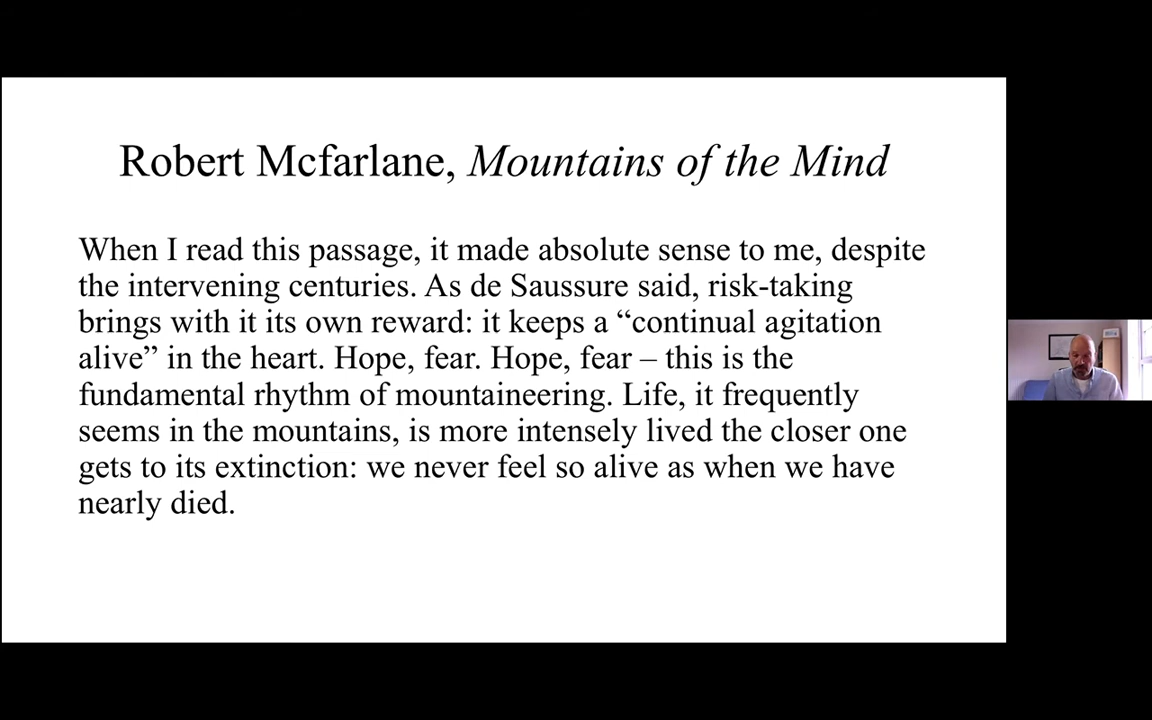 Robert Mcfarlane, Mountains of the Mind
When I read this passage, it made absolute sense to me, despite
the intervening centuries. As de Saussure said, risk-taking
brings with it its own reward: it keeps a “continual agitation
alive” in the heart. Hope, fear. Hope, fear – this is the
fundamental rhythm of mountaineering. Life, it frequently
seems in the mountains, is more intensely lived the closer one
gets to its extinction: we never feel so alive as when we have
nearly died.